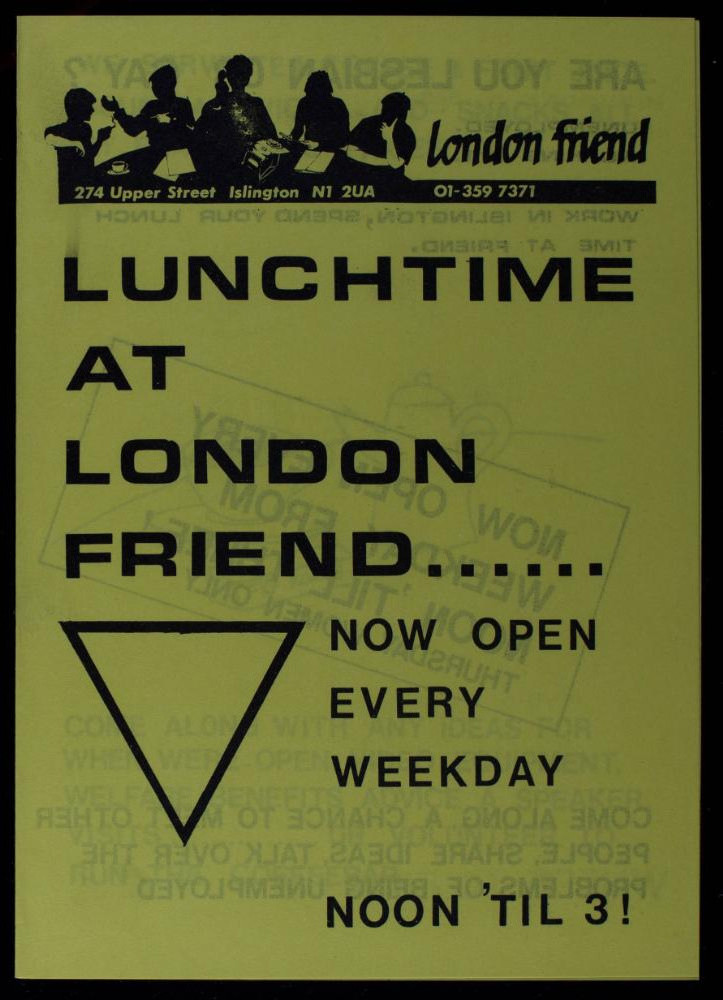 london friend
274 Upper Street Islington N1 2UA 01-359 7371
LUNCHTIME
AT
LONDON
FRIEND......
NOW OPEN
EVERY
WEEKDAY
NOON 'TIL 3!